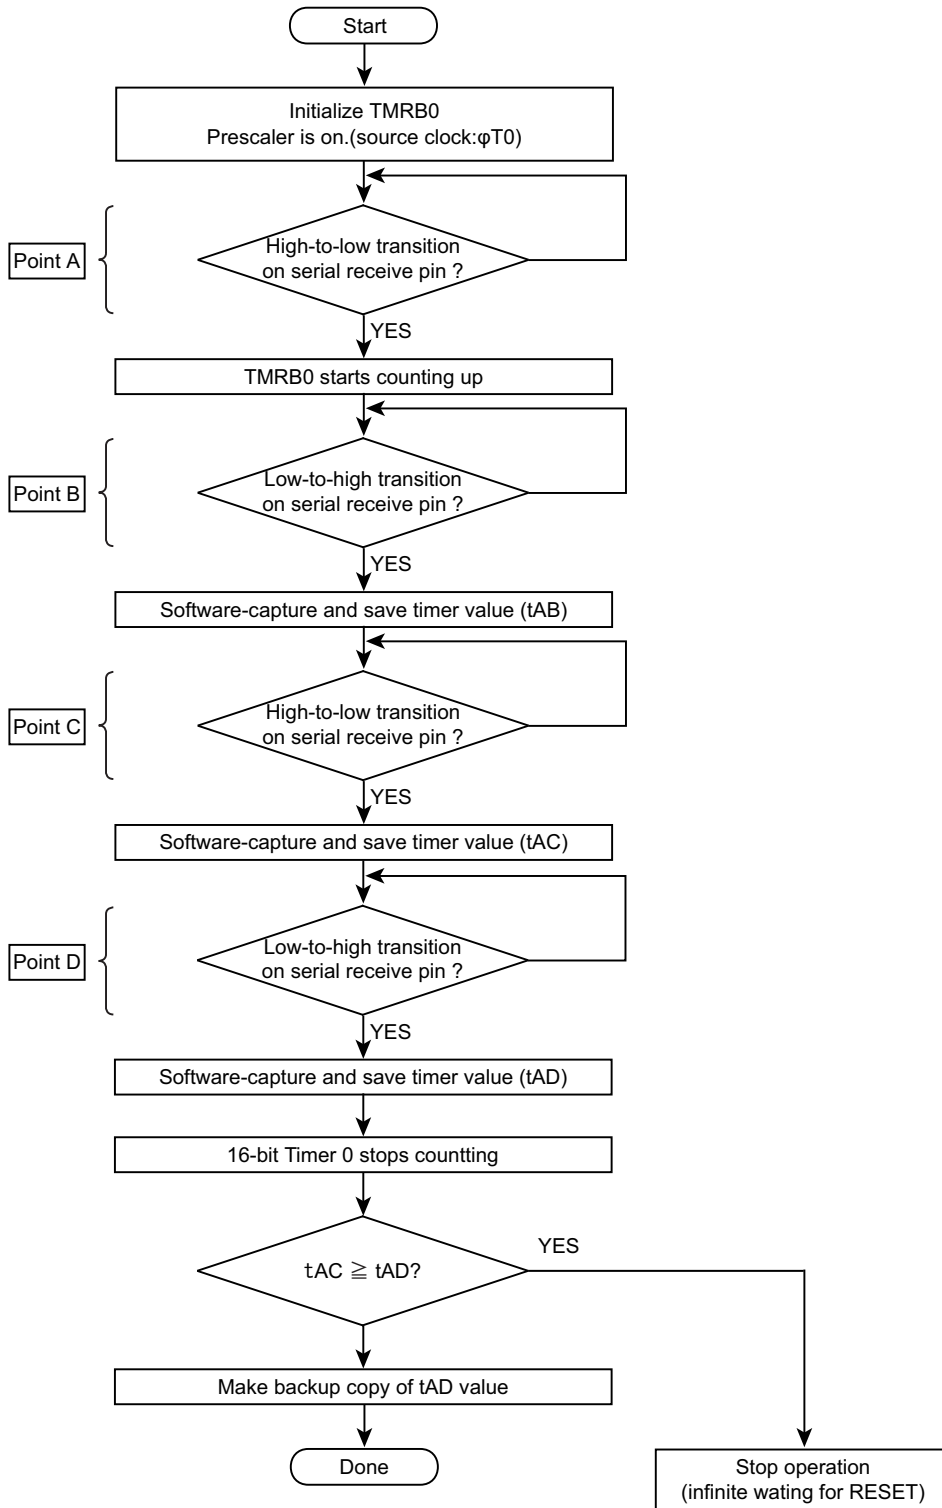 Start
Initialize TMRB0
Prescaler is on.(source clock:φT0)
Point A
High-to-low transition
on serial receive pin ?
YES
TMRB0 starts counting up
Point B
Low-to-high transition
on serial receive pin ?
YES
Software-capture and save timer value (tAB)
Point C
High-to-low transition
on serial receive pin ?
YES
Software-capture and save timer value (tAC)
Point D
Low-to-high transition
on serial receive pin ?
YES
Software-capture and save timer value (tAD)
16-bit Timer 0 stops countting
tAC ≧ tAD?
YES
Make backup copy of tAD value
Done
Stop operation
(infinite wating for RESET)